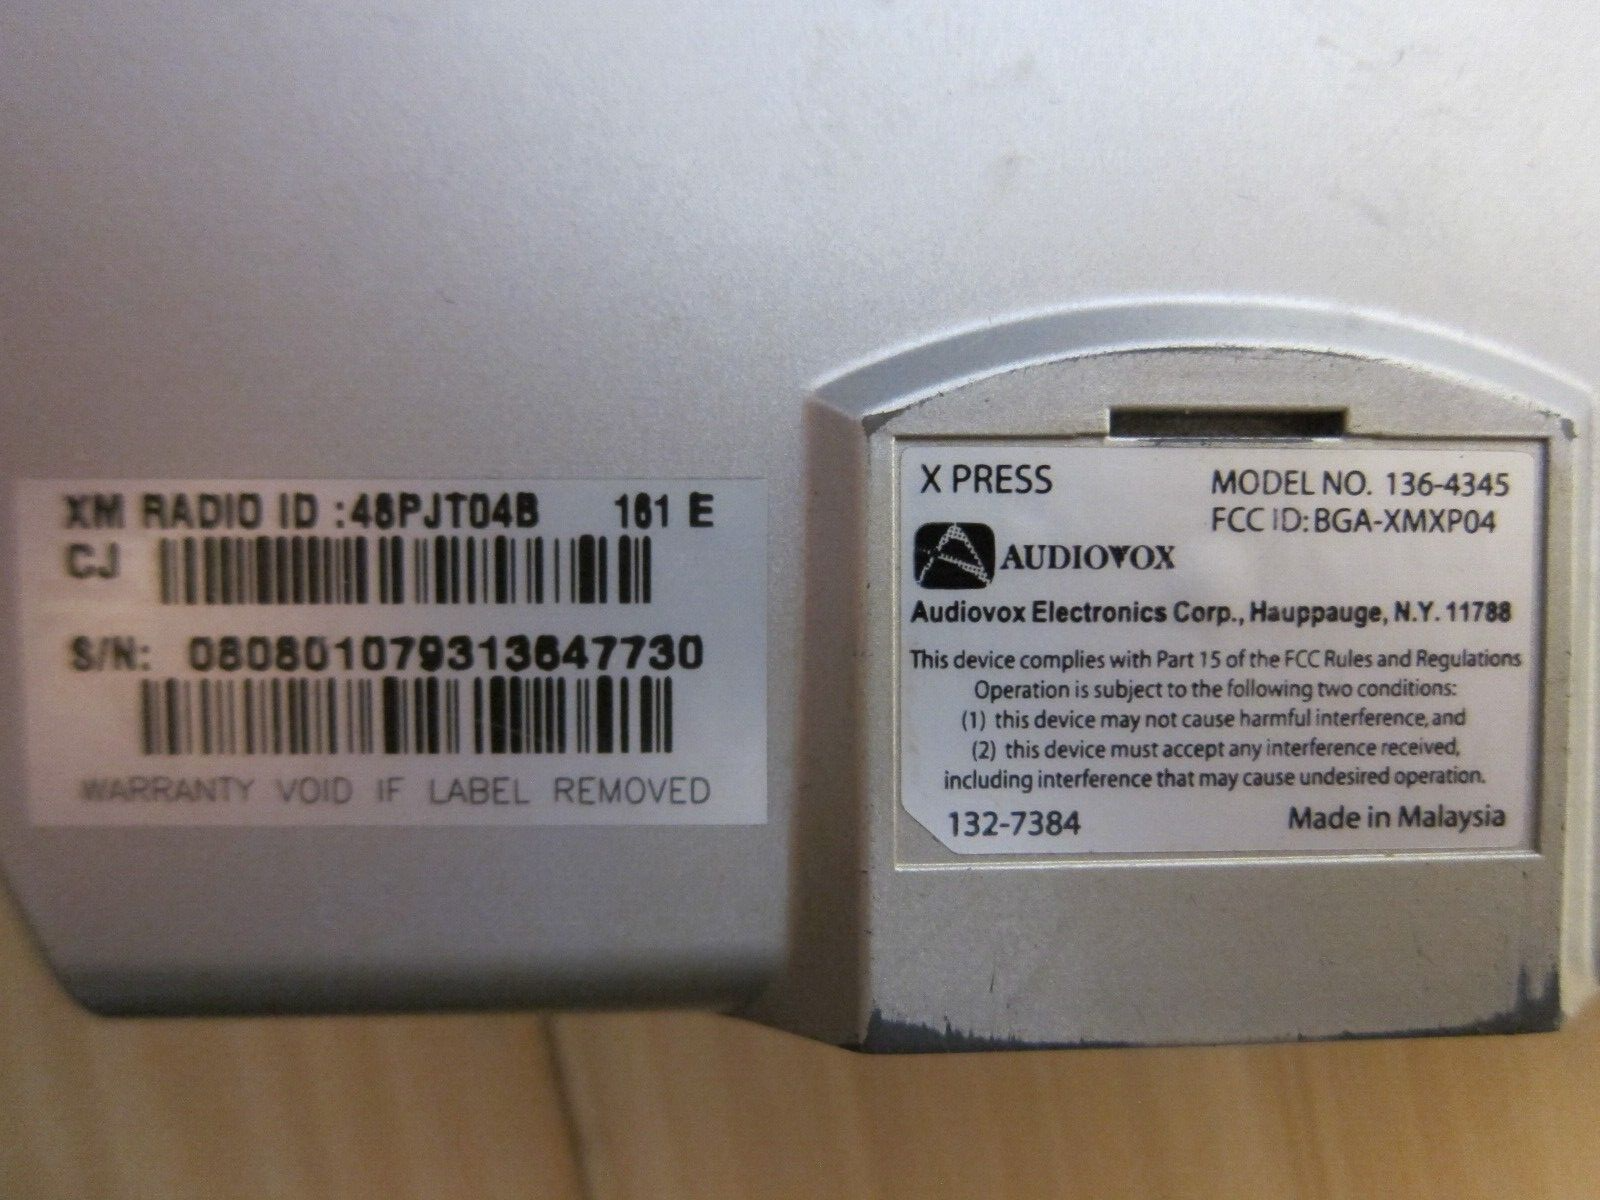 XM RADIO ID :48PJT04B 161 E
CJ
S/N: 080801079313647730
WARRANTY VOID IF LABEL REMOVED
X PRESS
MODEL NO. 136-4345
FCC ID: BGA-XMXP04
AUDIOVOX
Audiovox Electronics Corp., Hauppauge, N.Y. 11788
This device complies with Part 15 of the FCC Rules and Regulations
Operation is subject to the following two conditions:
(1) this device may not cause harmful interference, and
(2) this device must accept any interference received,
including interference that may cause undesired operation.
132-7384
Made in Malaysia